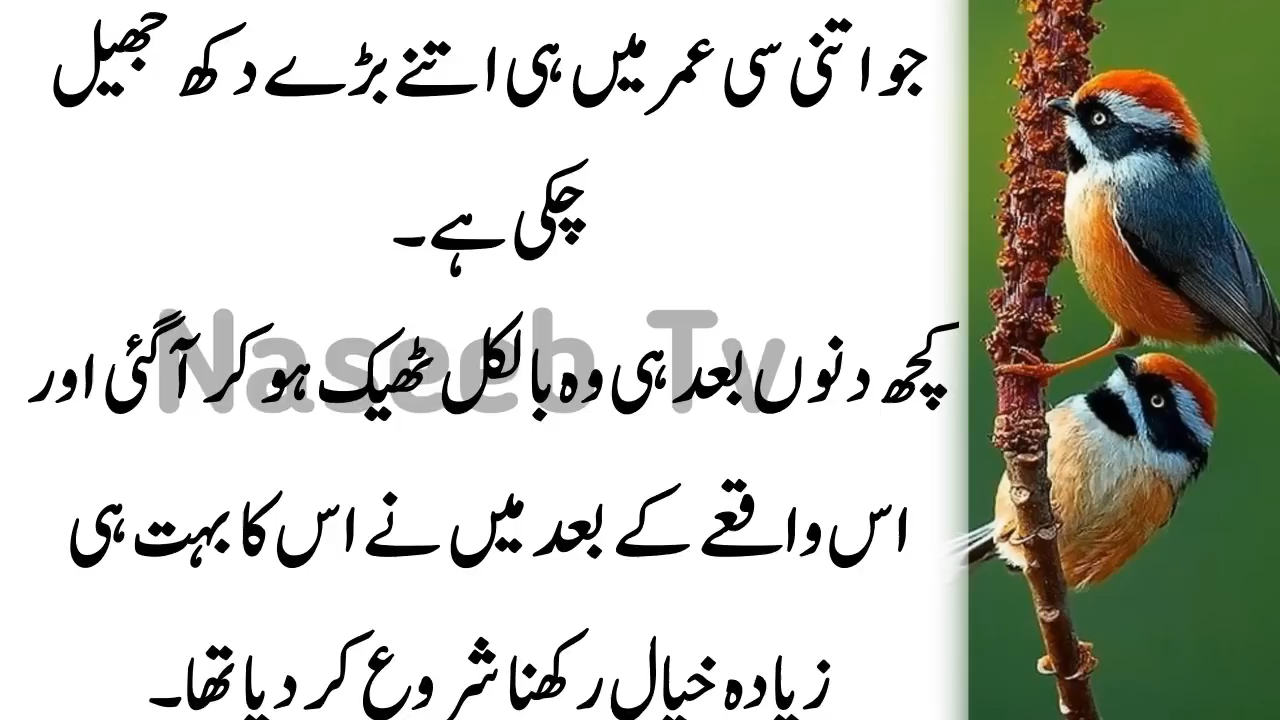 جو اتنی سی عمر میں ہی اتنے بڑے دکھ جھیل
چکی ہے۔
کچھ دنوں بعد ہی وہ بالکل ٹھیک ہو کر آ گئی اور
اس واقعے کے بعد میں نے اس کا بہت ہی
زیادہ خیال رکھنا شروع کر دیا تھا۔
Naseeb Tv